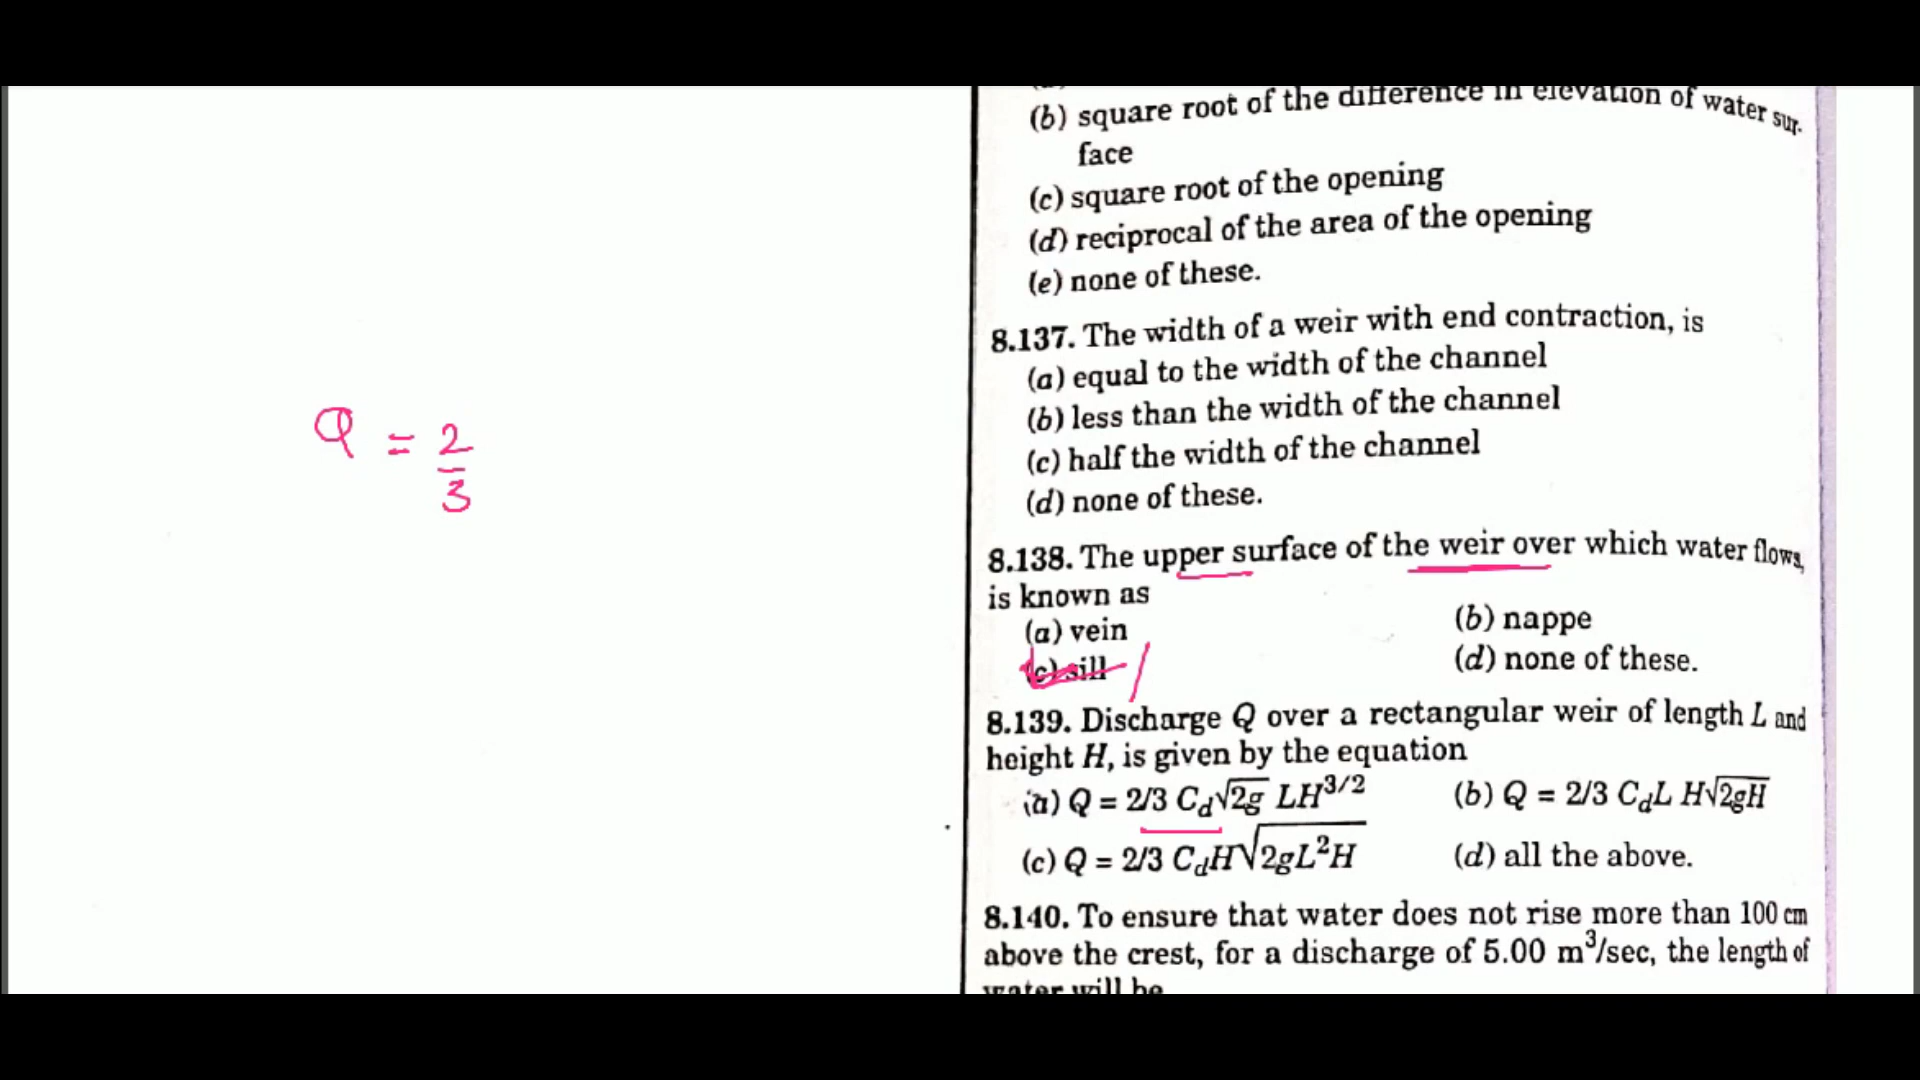 (b) square root of the difference in elevation of water sur-
face
(c) square root of the opening
(d) reciprocal of the area of the opening
(e) none of these.
8.137. The width of a weir with end contraction, is
(a) equal to the width of the channel
(b) less than the width of the channel
(c) half the width of the channel
(d) none of these.
8.138. The upper surface of the weir over which water flows,
is known as
(a) vein (b) nappe
(c) sill (d) none of these.
8.139. Discharge Q over a rectangular weir of length L and
height H, is given by the equation
(a) Q = 2/3 C_d√2g LH^3/2 (b) Q = 2/3 C_dL H√2gH
(c) Q = 2/3 C_dH√2gL²H (d) all the above.
8.140. To ensure that water does not rise more than 100 cm
above the crest, for a discharge of 5.00 m³/sec, the length of
water will be
Q = 2/3